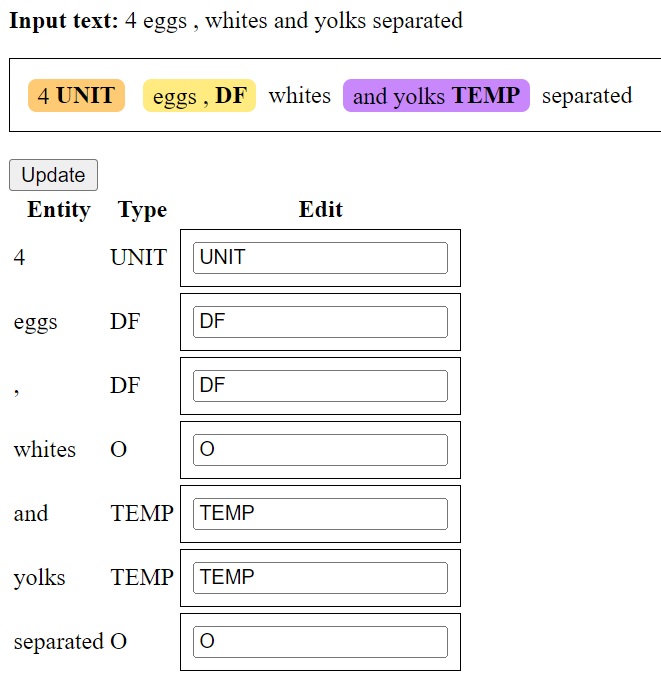 Input text: 4 eggs , whites and yolks separated
4 UNIT eggs , DF whites and yolks TEMP separated
Update
Entity Type Edit
4 UNIT UNIT
eggs DF DF
, DF DF
whites O O
and TEMP TEMP
yolks TEMP TEMP
separated O O